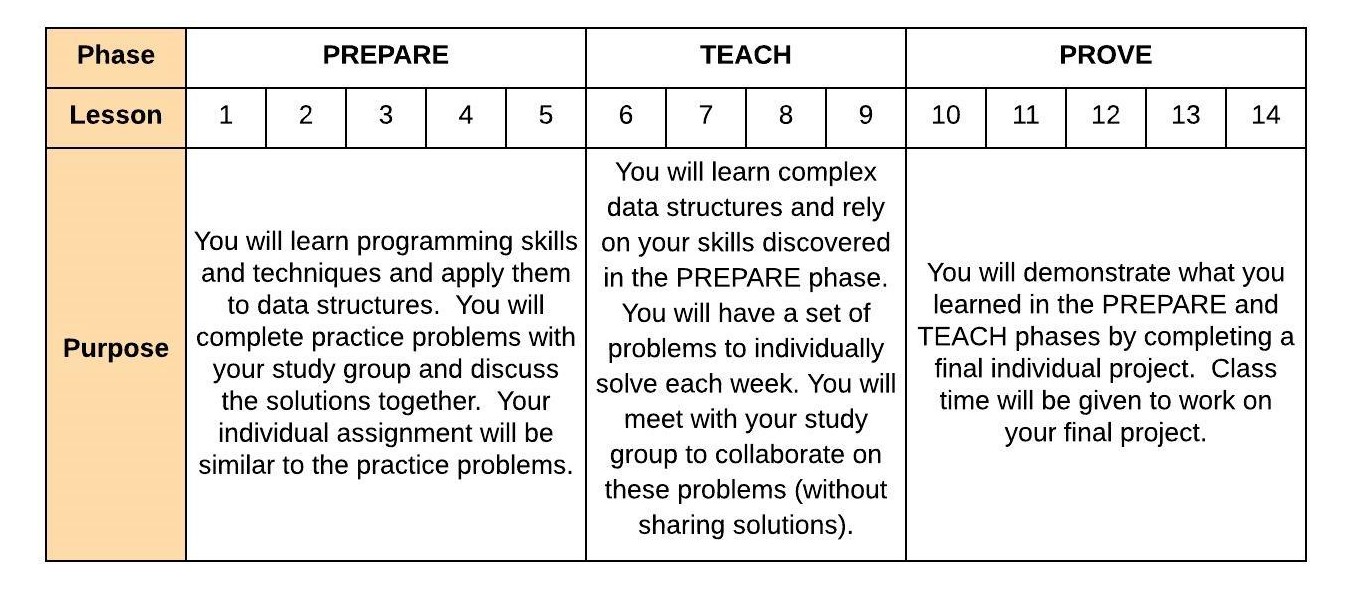 Phase PREPARE TEACH PROVE
Lesson 1 2 3 4 5 6 7 8 9 10 11 12 13 14
Purpose
You will learn programming skills
and techniques and apply them
to data structures.  You will
complete practice problems with
your study group and discuss
the solutions together.  Your
individual assignment will be
similar to the practice problems.
You will learn complex
data structures and rely
on your skills discovered
in the PREPARE phase.
You will have a set of
problems to individually
solve each week. You will
meet with your study
group to collaborate on
these problems (without
sharing solutions).
You will demonstrate what you
learned in the PREPARE and
TEACH phases by completing a
final individual project.  Class
time will be given to work on
your final project.